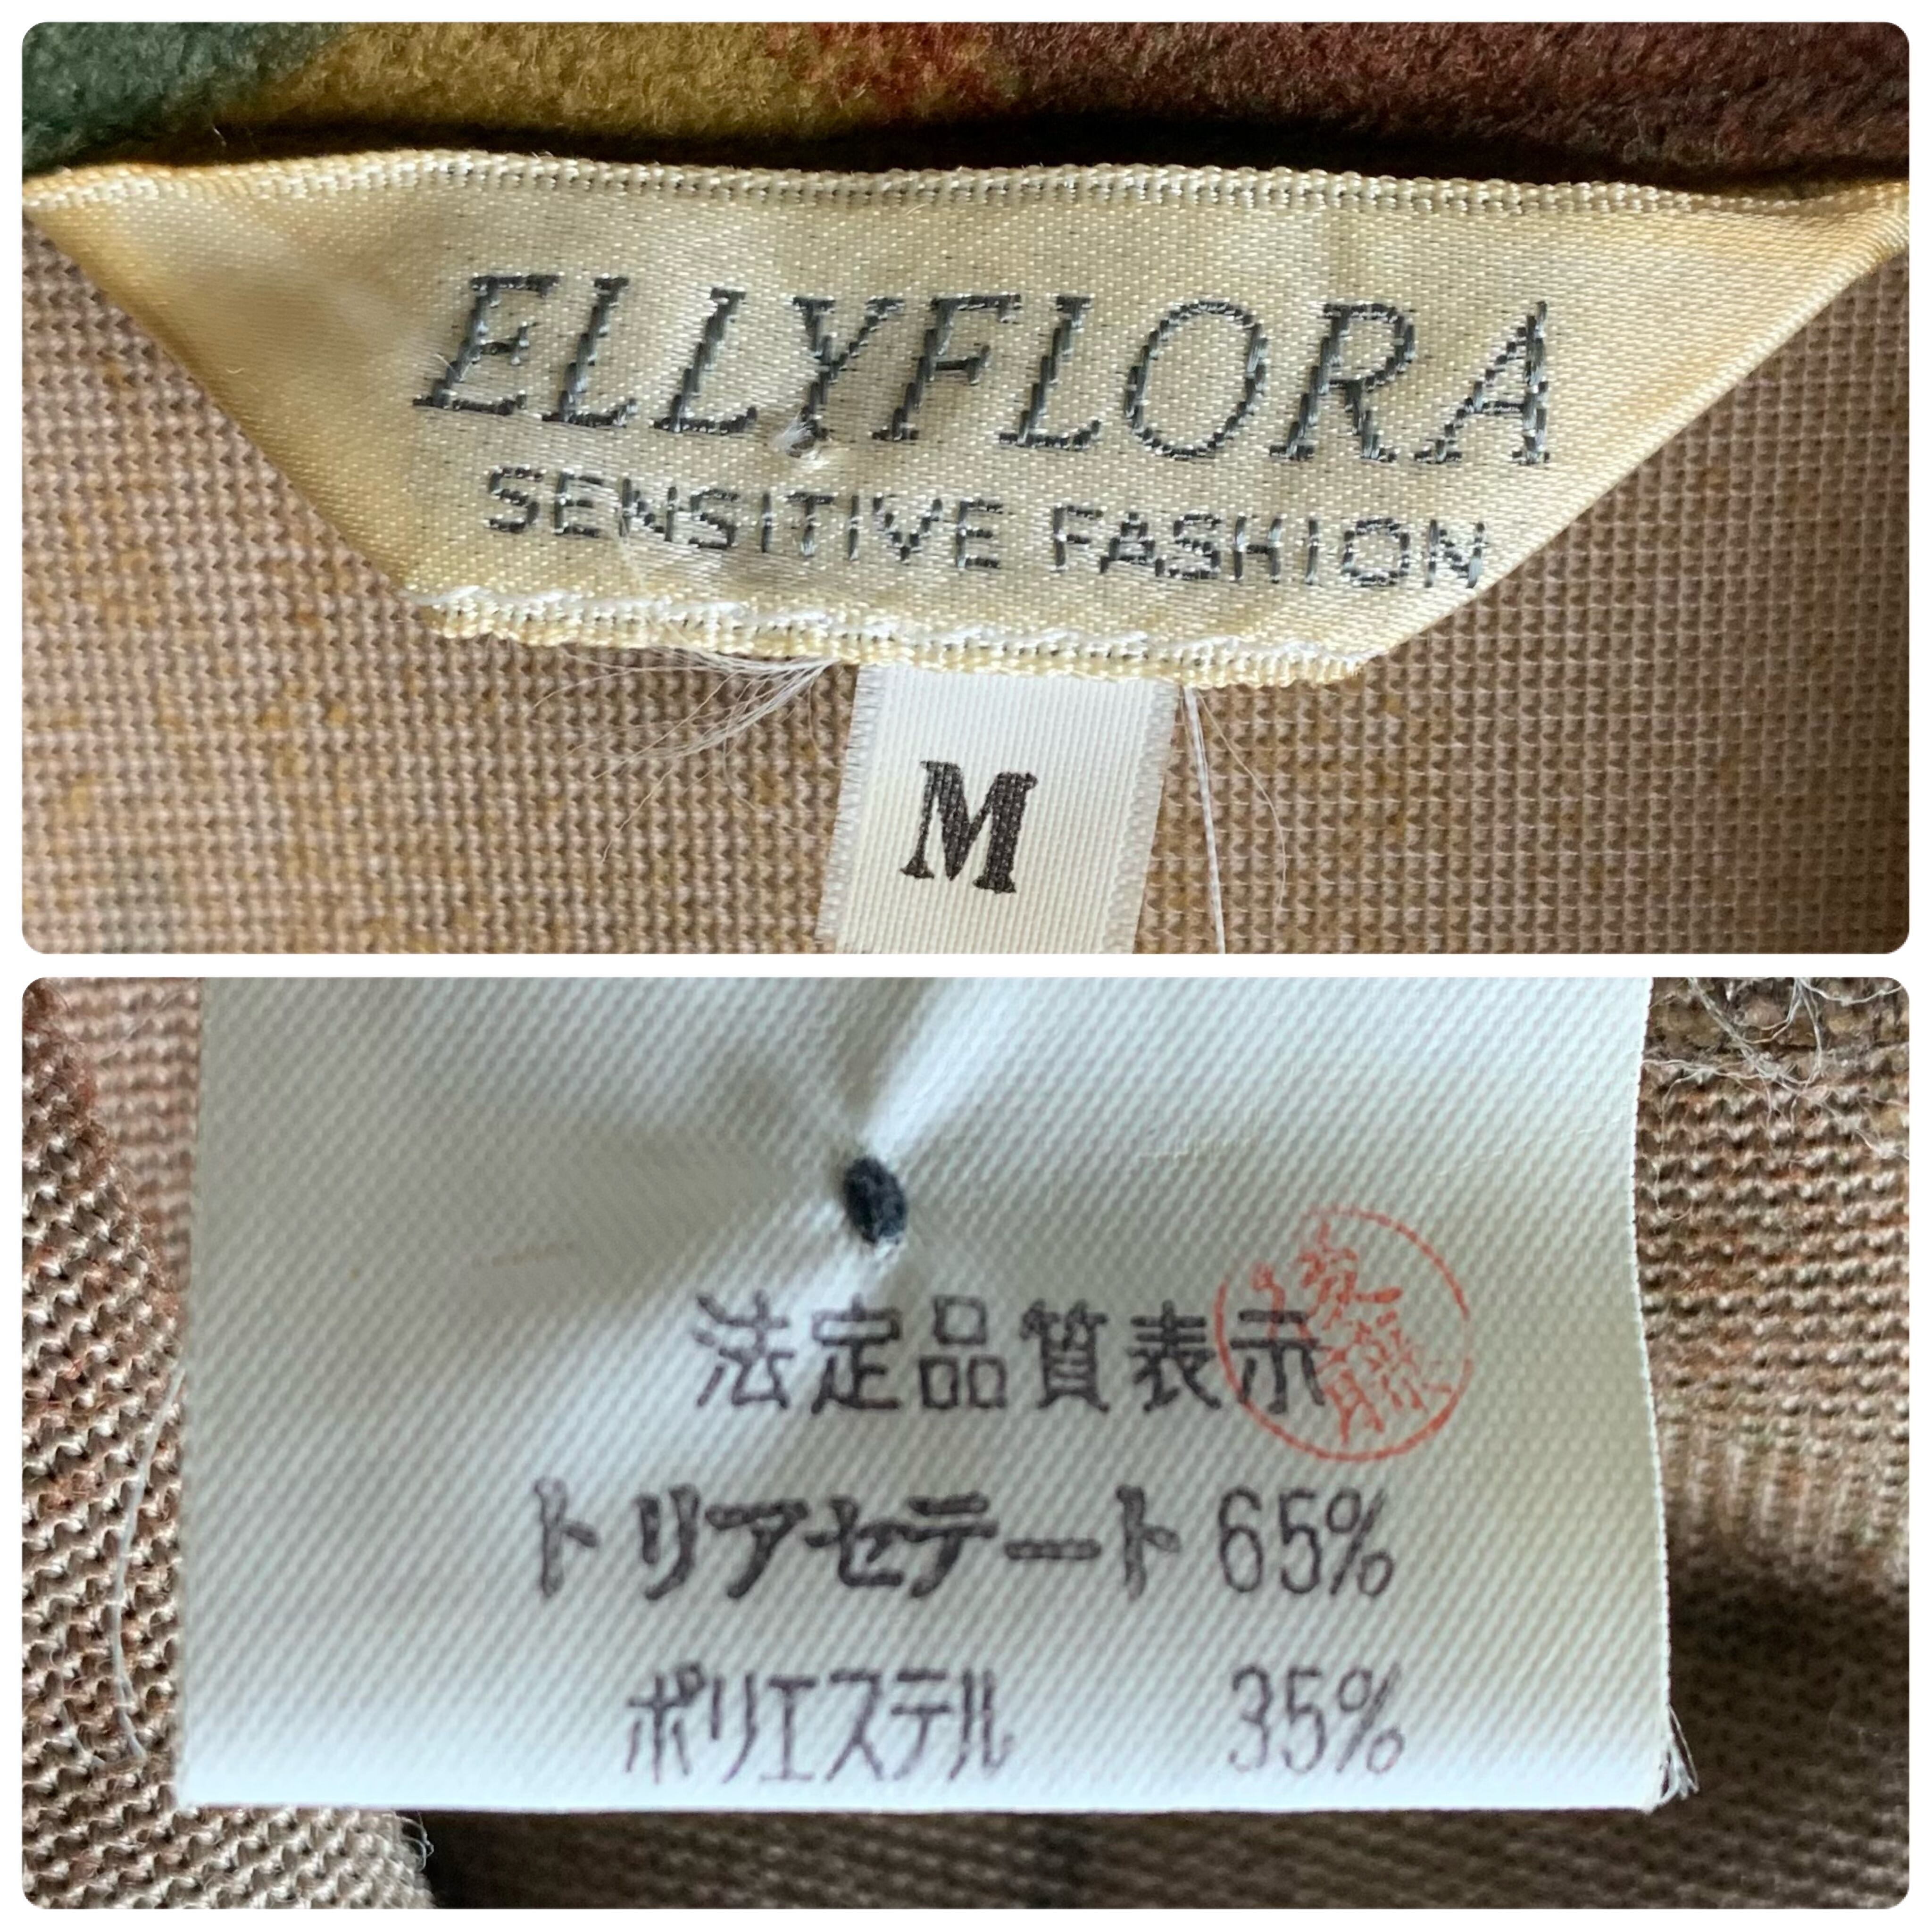 ELLYFLORA
SENSITIVE FASHION
M
法定品質表示
トリアセテート 65%
ポリエステル 35%